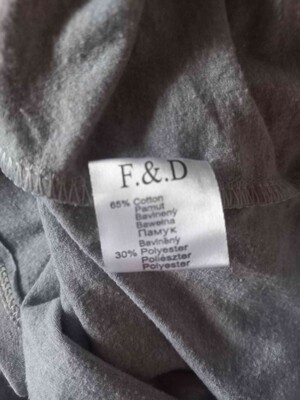 F.&.D
65% Cotton
Pamut
Bavlnený
Bawełna
Памук
Bavlněný
30% Polyester
Poliészter
Polyester